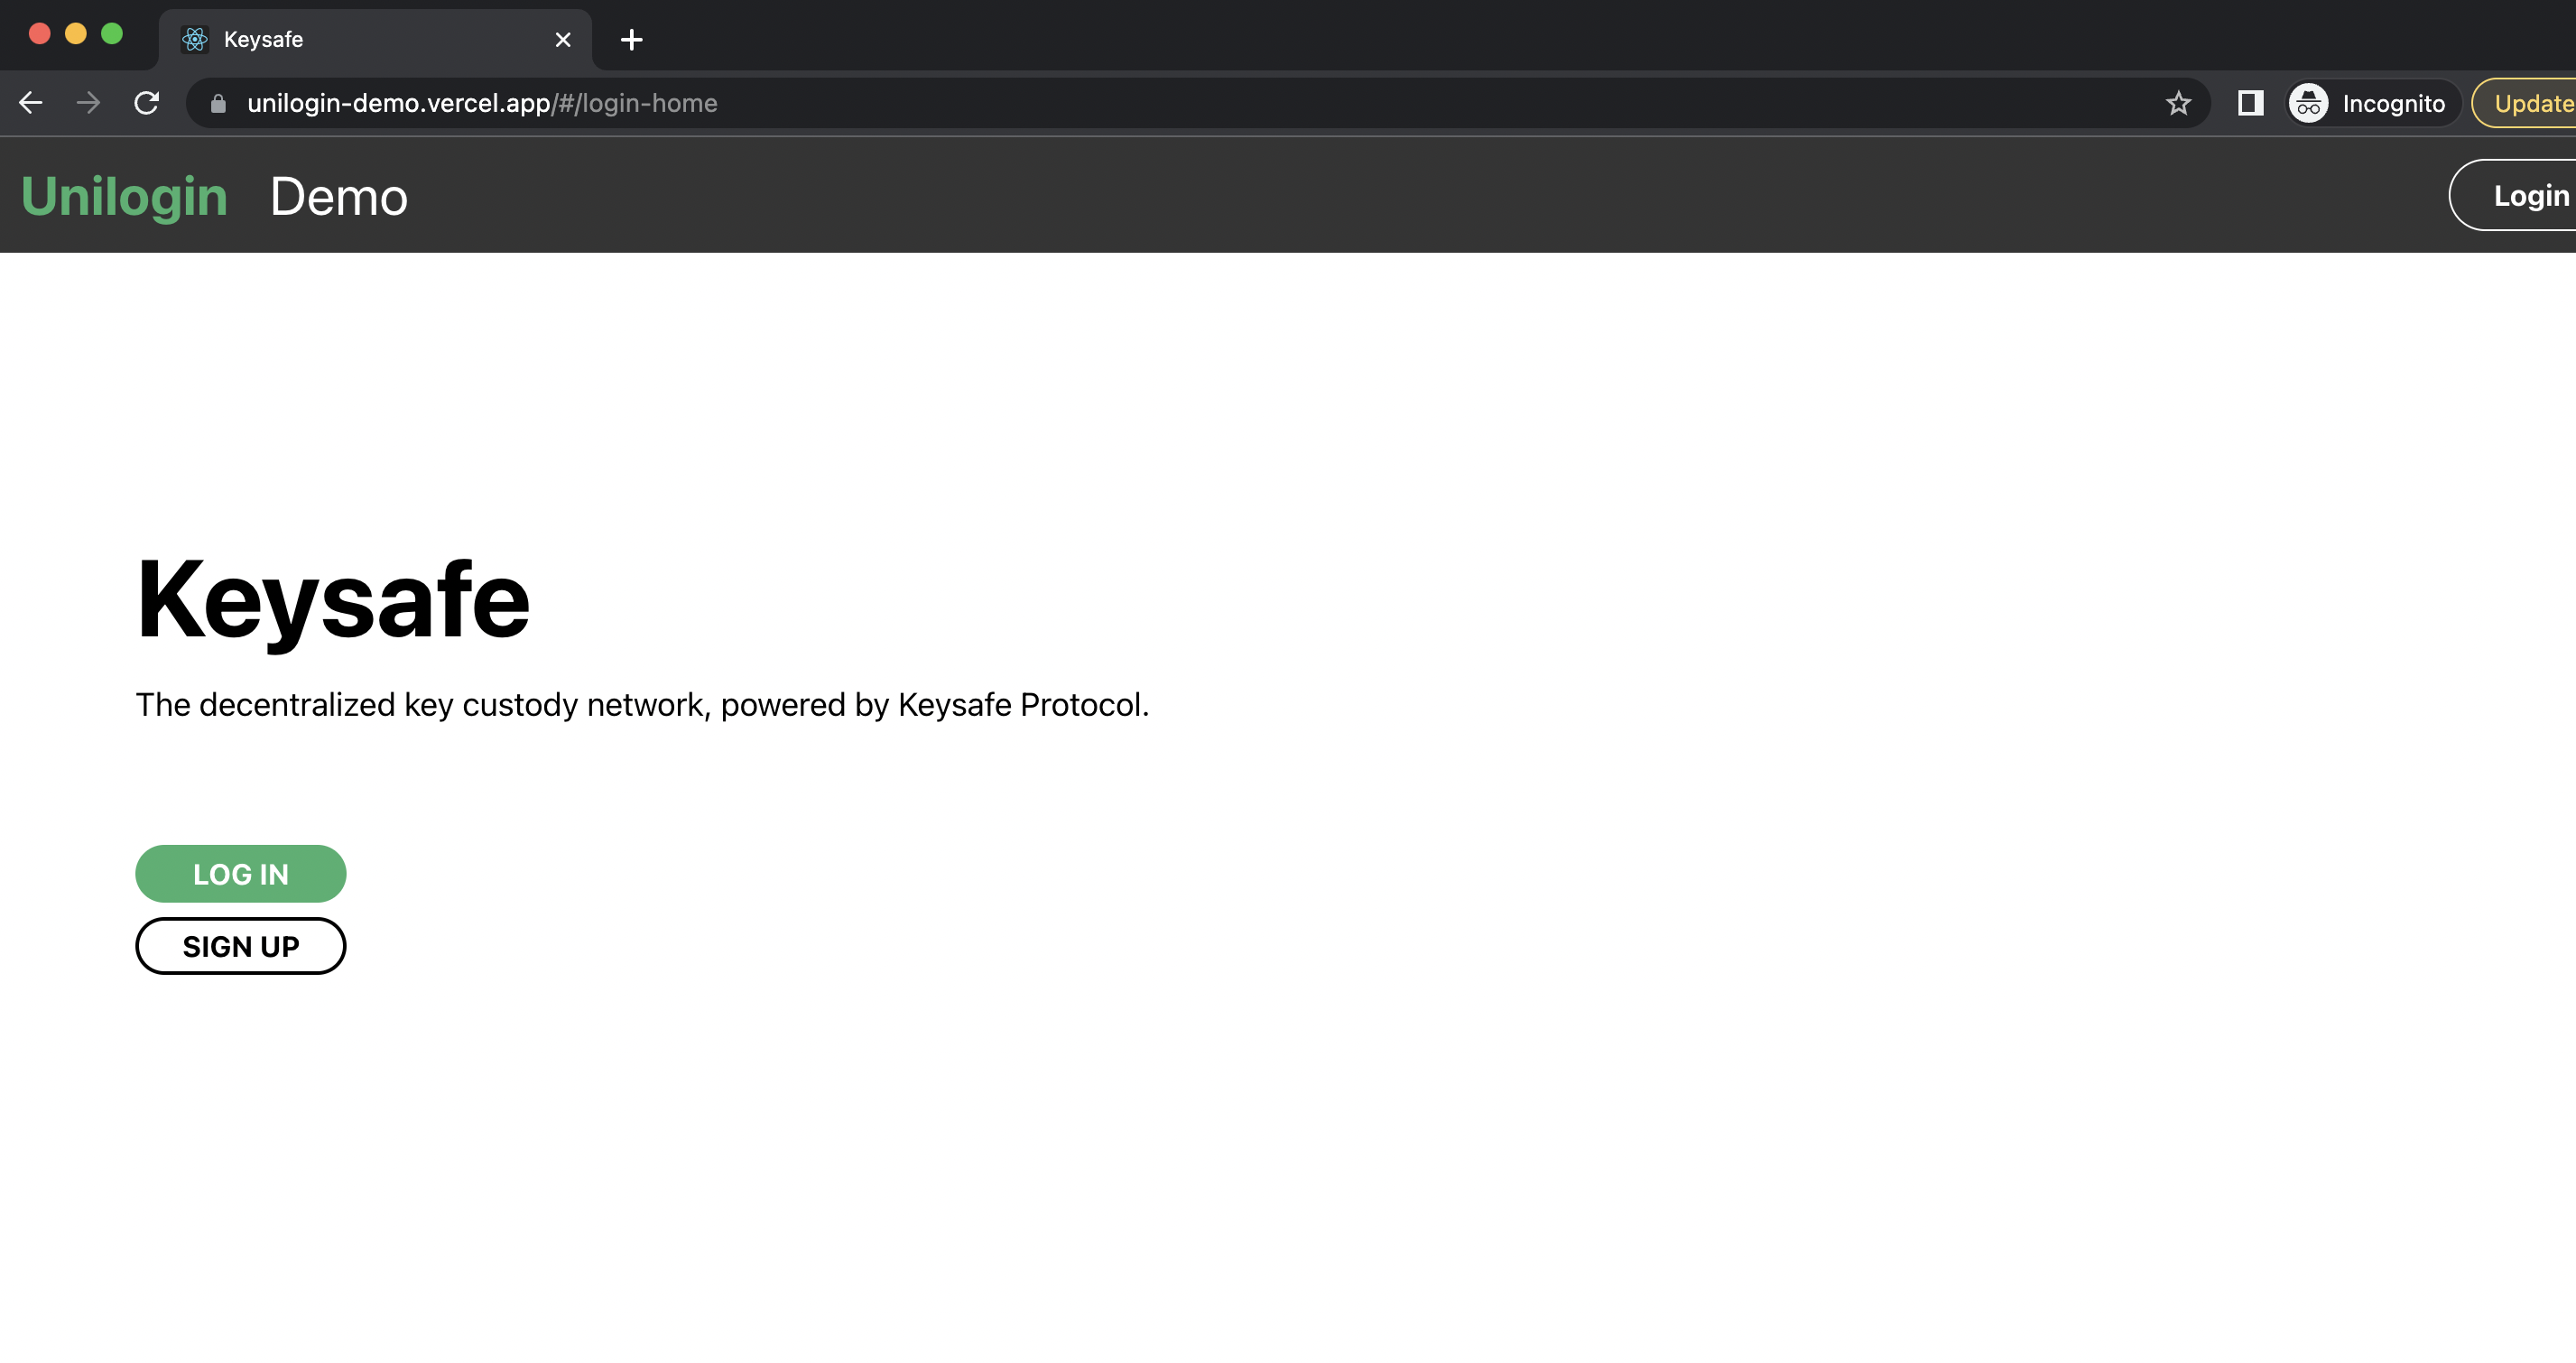 Keysafe
unilogin-demo.vercel.app/#/login-home
Incognito
Update
Unilogin Demo
Login
Keysafe
The decentralized key custody network, powered by Keysafe Protocol.
LOG IN
SIGN UP